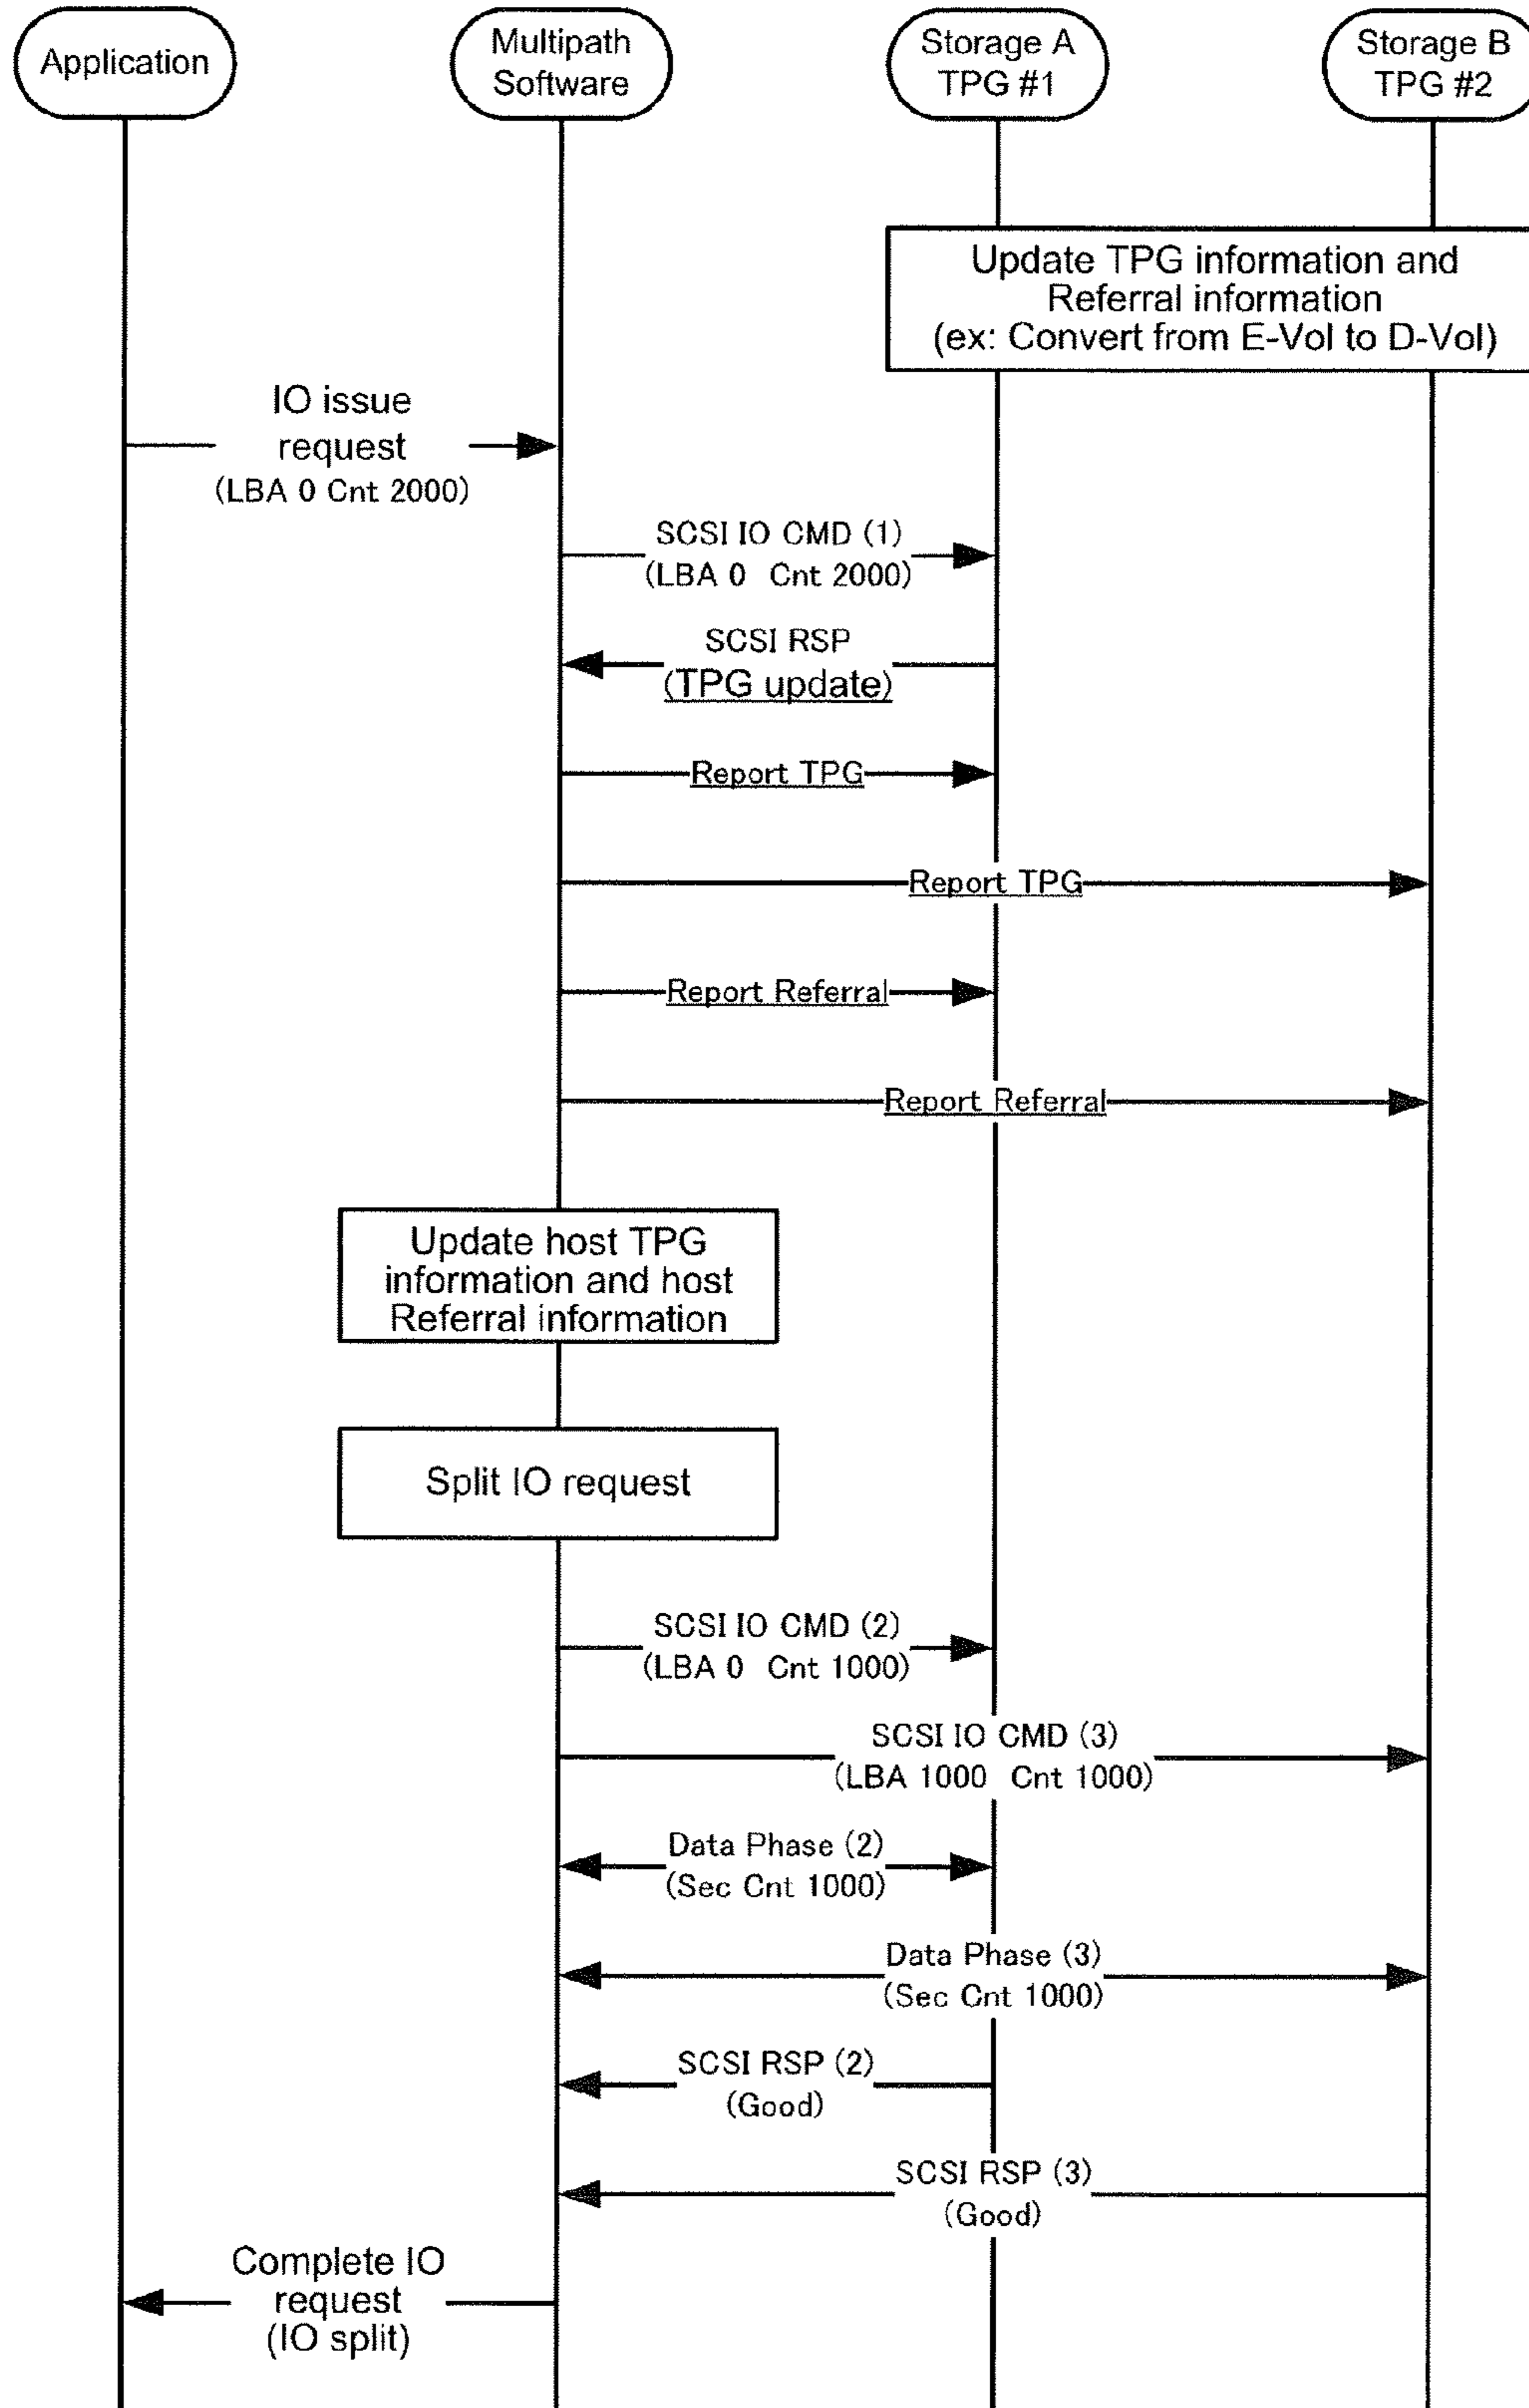 Application
Multipath
Software
Storage A
TPG #1
Storage B
TPG #2
Update TPG information and
Referral information
(ex: Convert from E-Vol to D-Vol)
IO issue
request
(LBA 0 Cnt 2000)
SCSI IO CMD (1)
(LBA 0 Cnt 2000)
SCSI RSP
(TPG update)
Report TPG
Report TPG
Report Referral
Report Referral
Update host TPG
information and host
Referral information
Split IO request
SCSI IO CMD (2)
(LBA 0 Cnt 1000)
SCSI IO CMD (3)
(LBA 1000 Cnt 1000)
Data Phase (2)
(Sec Cnt 1000)
Data Phase (3)
(Sec Cnt 1000)
SCSI RSP (2)
(Good)
SCSI RSP (3)
(Good)
Complete IO
request
(IO split)